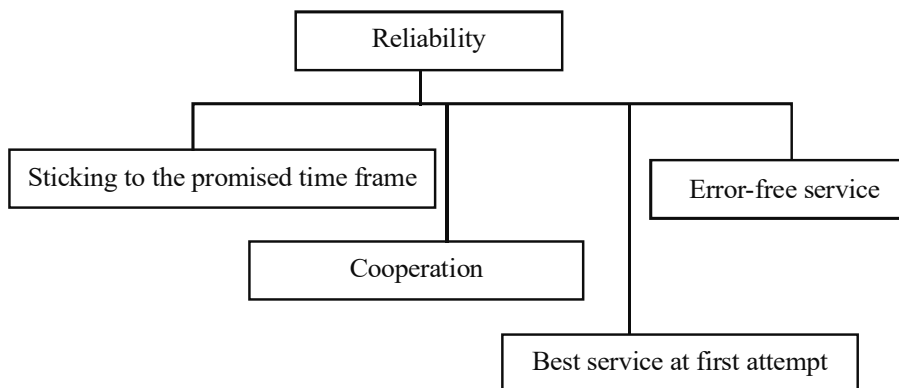 Reliability
Sticking to the promised time frame
Error-free service
Cooperation
Best service at first attempt